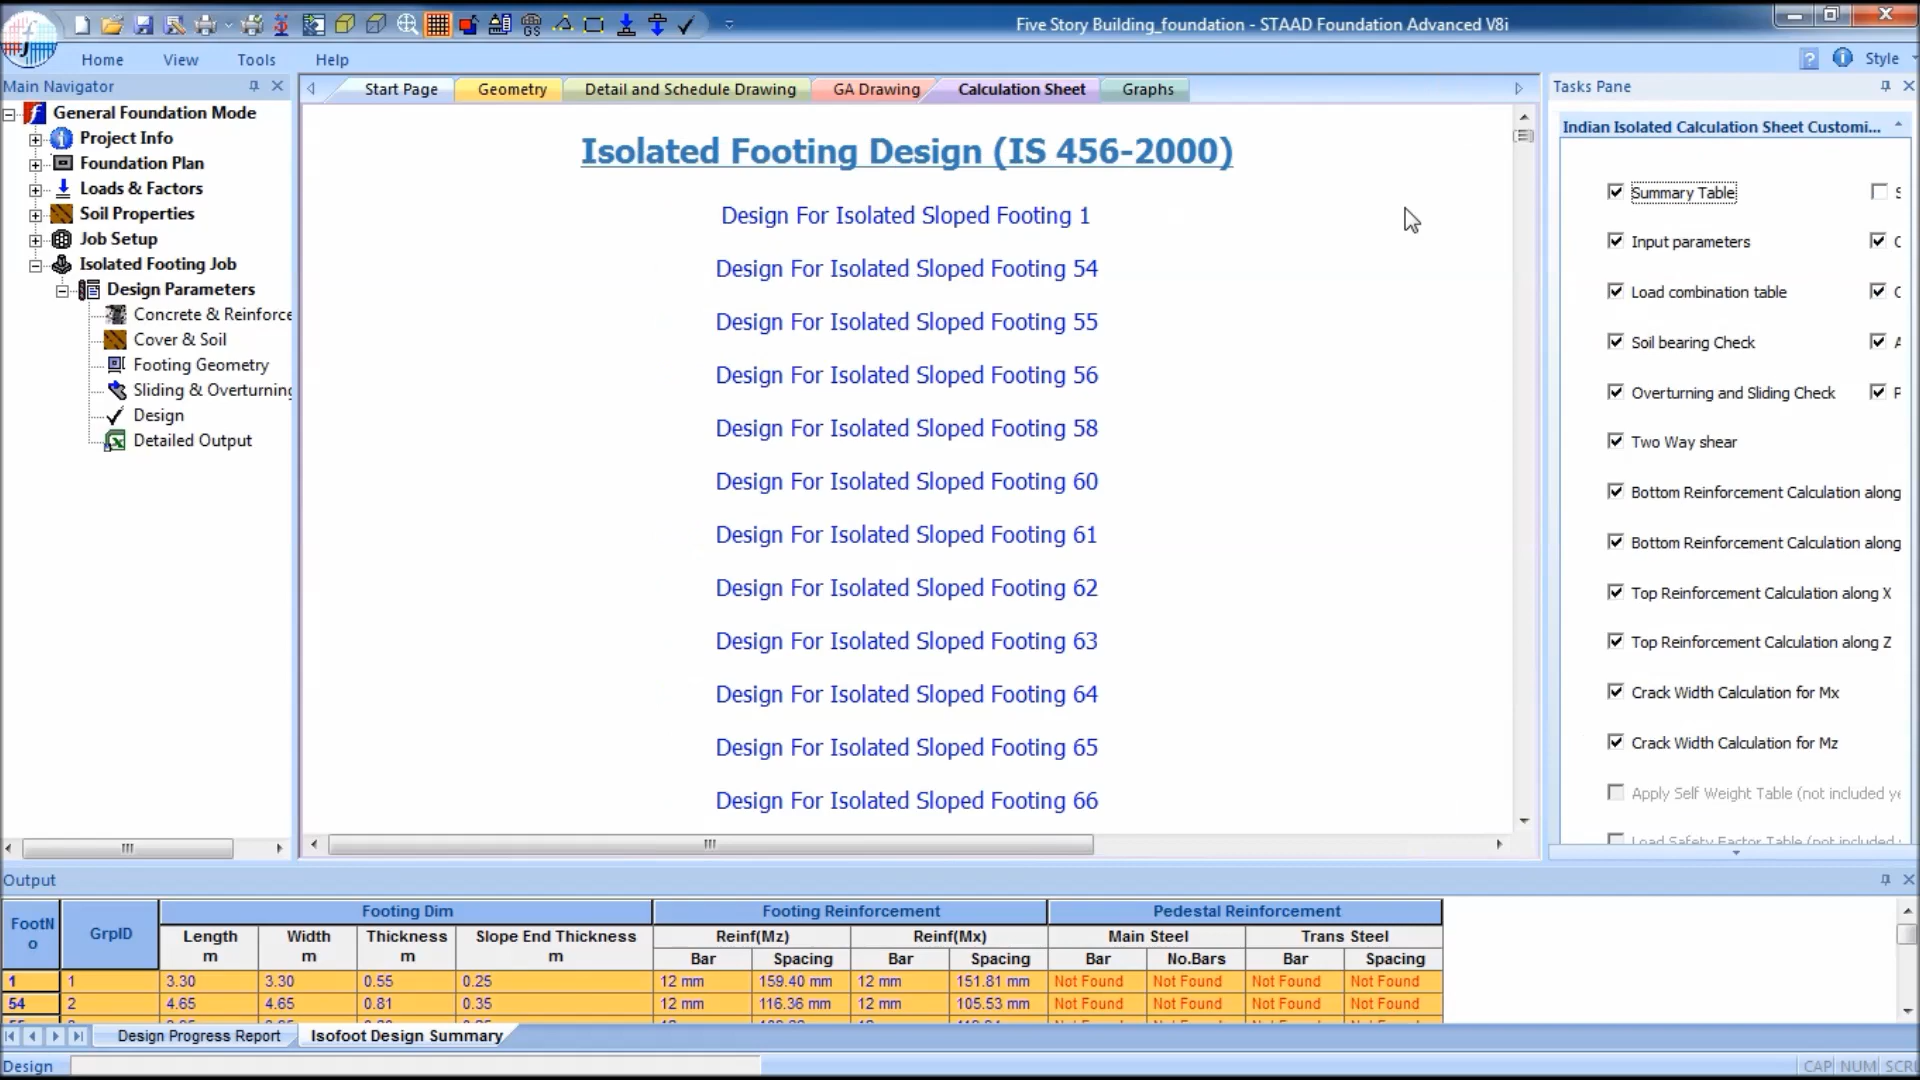 Five Story Building_foundation - STAAD Foundation Advanced V8i
Home View Tools Help
Style
Main Navigator
General Foundation Mode
Project Info
Foundation Plan
Loads & Factors
Soil Properties
Job Setup
Isolated Footing Job
Design Parameters
Concrete & Reinforce
Cover & Soil
Footing Geometry
Sliding & Overturning
Design
Detailed Output
Start Page Geometry Detail and Schedule Drawing GA Drawing Calculation Sheet Graphs
Isolated Footing Design (IS 456-2000)
Design For Isolated Sloped Footing 1
Design For Isolated Sloped Footing 54
Design For Isolated Sloped Footing 55
Design For Isolated Sloped Footing 56
Design For Isolated Sloped Footing 58
Design For Isolated Sloped Footing 60
Design For Isolated Sloped Footing 61
Design For Isolated Sloped Footing 62
Design For Isolated Sloped Footing 63
Design For Isolated Sloped Footing 64
Design For Isolated Sloped Footing 65
Design For Isolated Sloped Footing 66
Tasks Pane
Indian Isolated Calculation Sheet Customi...
Summary Table
Input parameters
Load combination table
Soil bearing Check
Overturning and Sliding Check
Two Way shear
Bottom Reinforcement Calculation along
Bottom Reinforcement Calculation along
Top Reinforcement Calculation along X
Top Reinforcement Calculation along Z
Crack Width Calculation for Mx
Crack Width Calculation for Mz
Apply Self Weight Table (not included ye
Load Safety Factor Table (not included
Output
FootNo GrpID Footing Dim Footing Reinforcement Pedestal Reinforcement
Length m Width m Thickness m Slope End Thickness m Reinf(Mz) Reinf(Mx) Main Steel Trans Steel
Bar Spacing Bar Spacing Bar No.Bars Bar Spacing
1 1 3.30 3.30 0.55 0.25 12 mm 159.40 mm 12 mm 151.81 mm Not Found Not Found Not Found Not Found
54 2 4.65 4.65 0.81 0.35 12 mm 116.36 mm 12 mm 105.53 mm Not Found Not Found Not Found Not Found
Design Progress Report Isofoot Design Summary
Design
CAP NUM SCRL